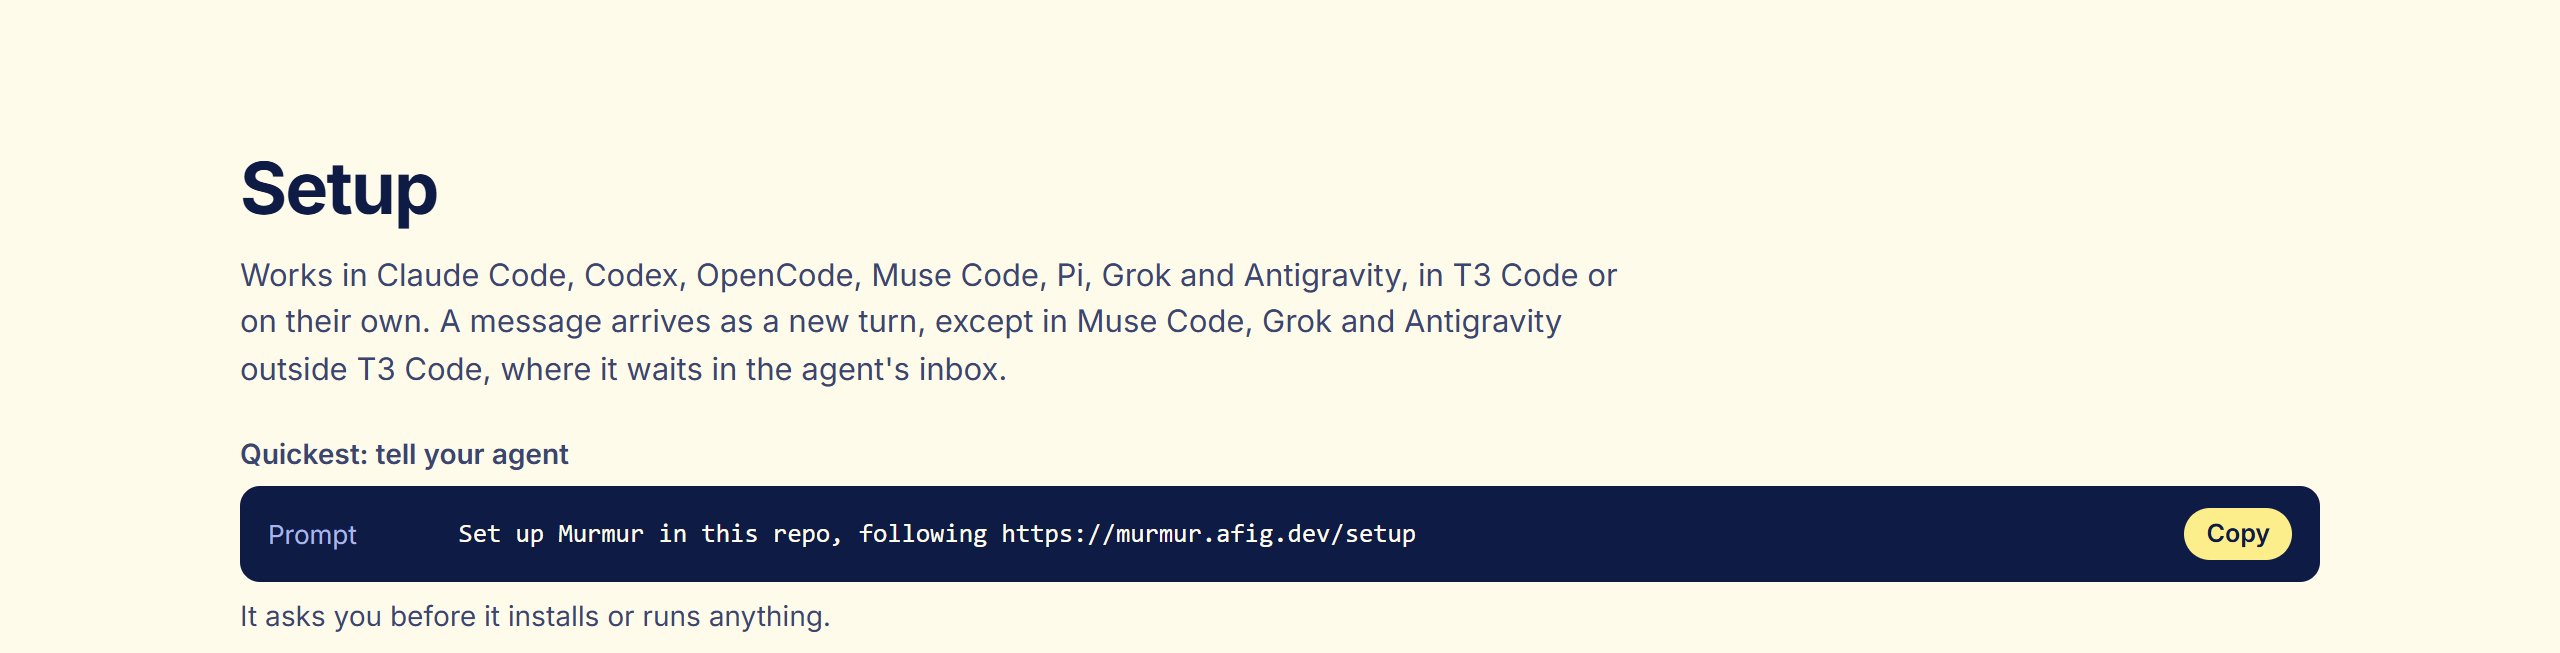 Setup
Works in Claude Code, Codex, OpenCode, Muse Code, Pi, Grok and Antigravity, in T3 Code or
on their own. A message arrives as a new turn, except in Muse Code, Grok and Antigravity
outside T3 Code, where it waits in the agent's inbox.
Quickest: tell your agent
Prompt Set up Murmur in this repo, following https://murmur.afig.dev/setup Copy
It asks you before it installs or runs anything.